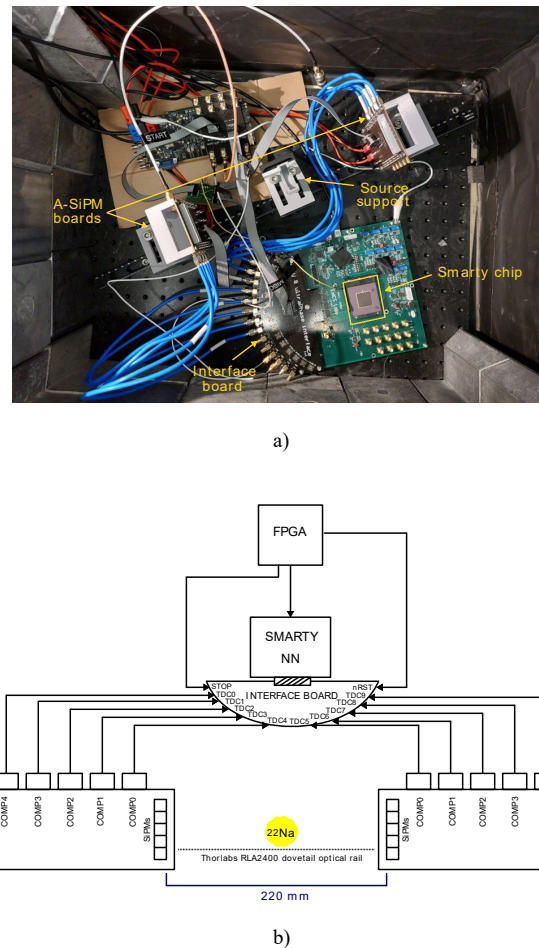 START
A-SiPM
boards
Source
support
Smarty chip
Interface
board
a)
FPGA
SMARTY
NN
STOP
nRST
TDC0
TDC9
TDC1
TDC8
TDC2
TDC7
TDC3
TDC6
TDC4
TDC5
INTERFACE BOARD
COMP4
COMP3
COMP2
COMP1
COMP0
SiPMs
SiPMs
COMP0
COMP1
COMP2
COMP3
22Na
Thorlabs RLA2400 dovetail optical rail
220 mm
b)